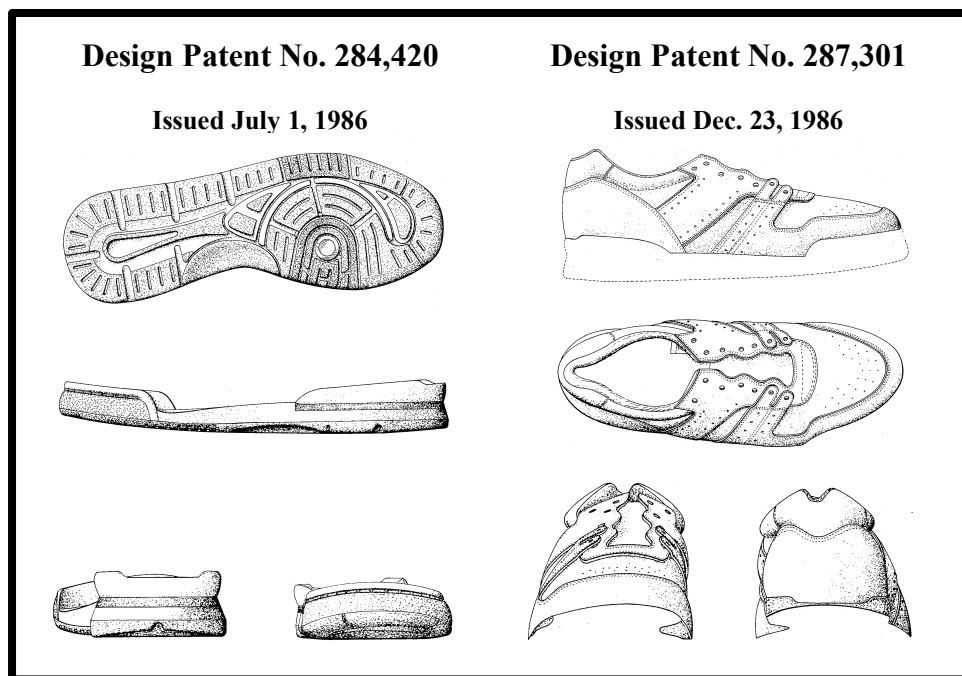 Design Patent No. 284,420
Issued July 1, 1986
Design Patent No. 287,301
Issued Dec. 23, 1986